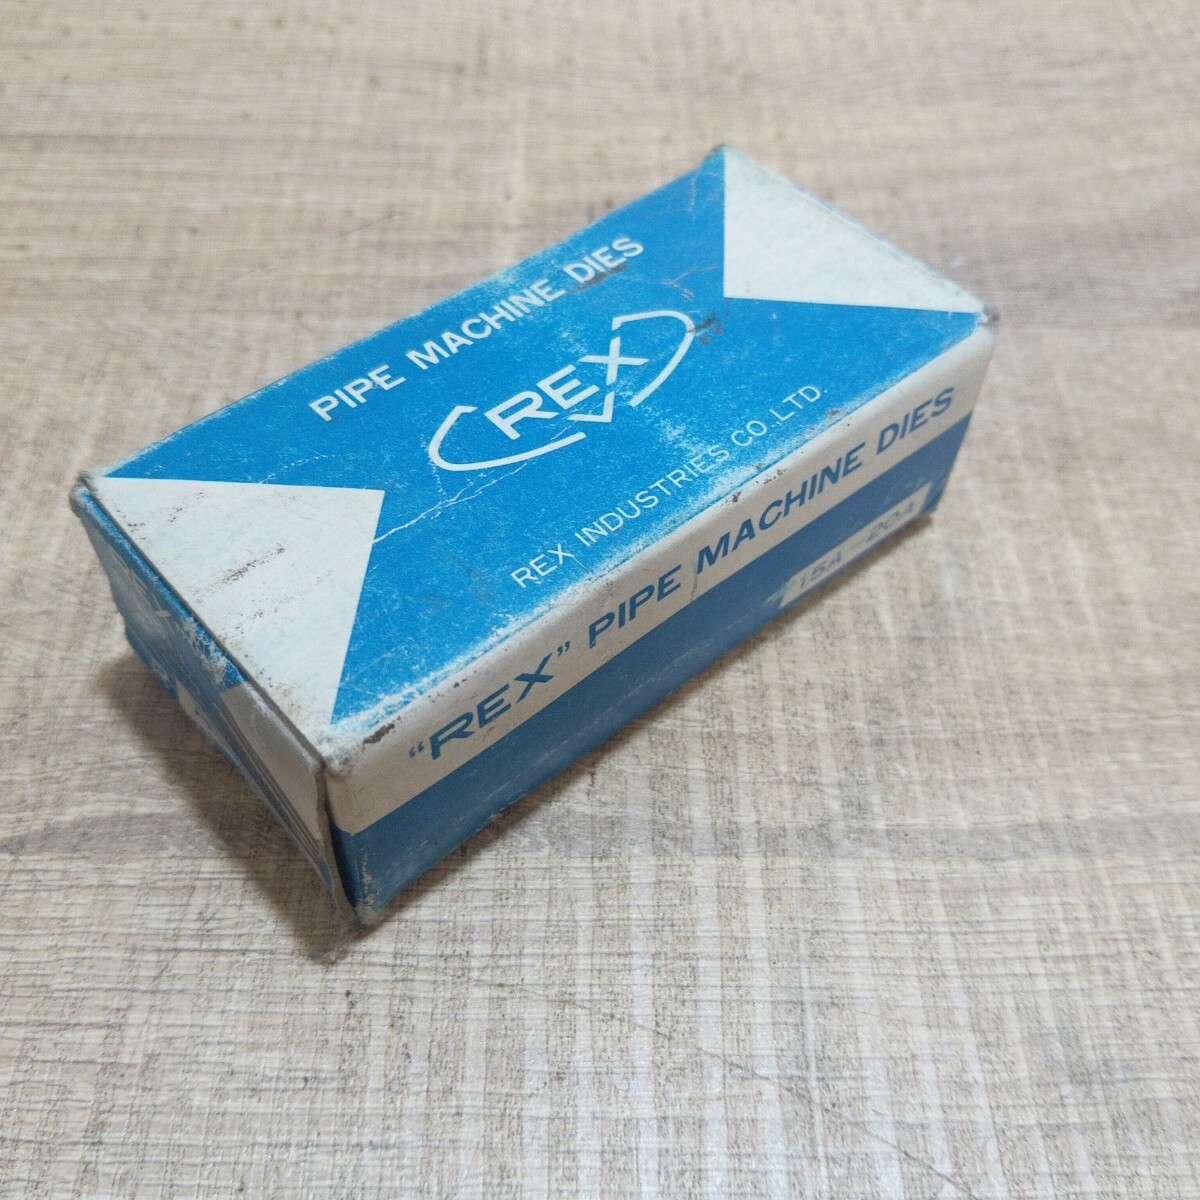 PIPE MACHINE DIES
REX
REX INDUSTRIES CO.,LTD.
“REX” PIPE MACHINE DIES
15A–20A